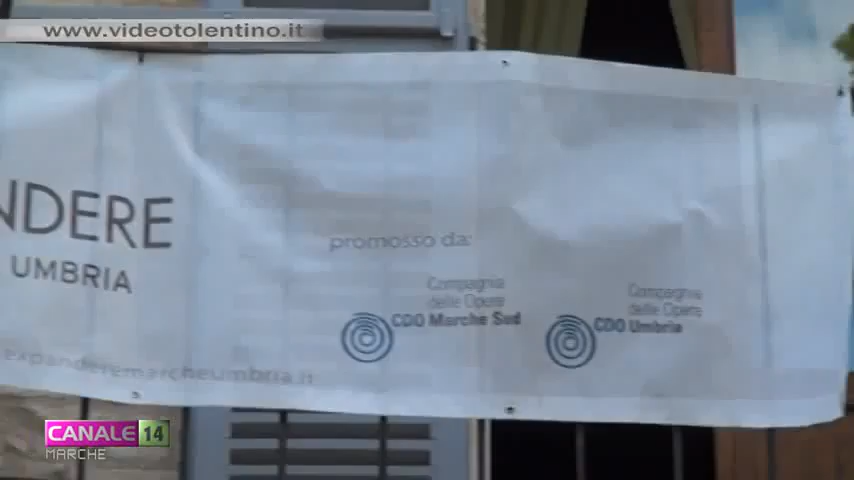 www.videotolentino.it
NDERE
UMBRIA
promosso da:
Compagnia
delle Opere
CDO Marche Sud
Compagnia
delle Opere
CDO Umbria
expanderemarcheumbria.it
CANALE 14
MARCHE